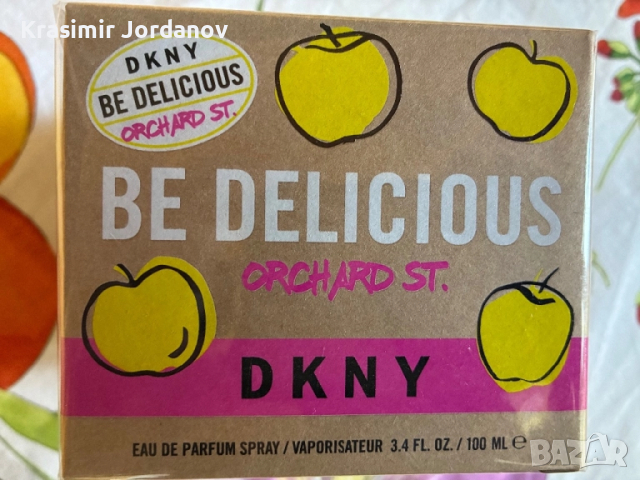 Krasimir Jordanov
DKNY
BE DELICIOUS
ORCHARD ST.
BE DELICIOUS
ORCHARD ST.
DKNY
EAU DE PARFUM SPRAY / VAPORISATEUR 3.4 FL. OZ. / 100 ML ℮
BAZAR